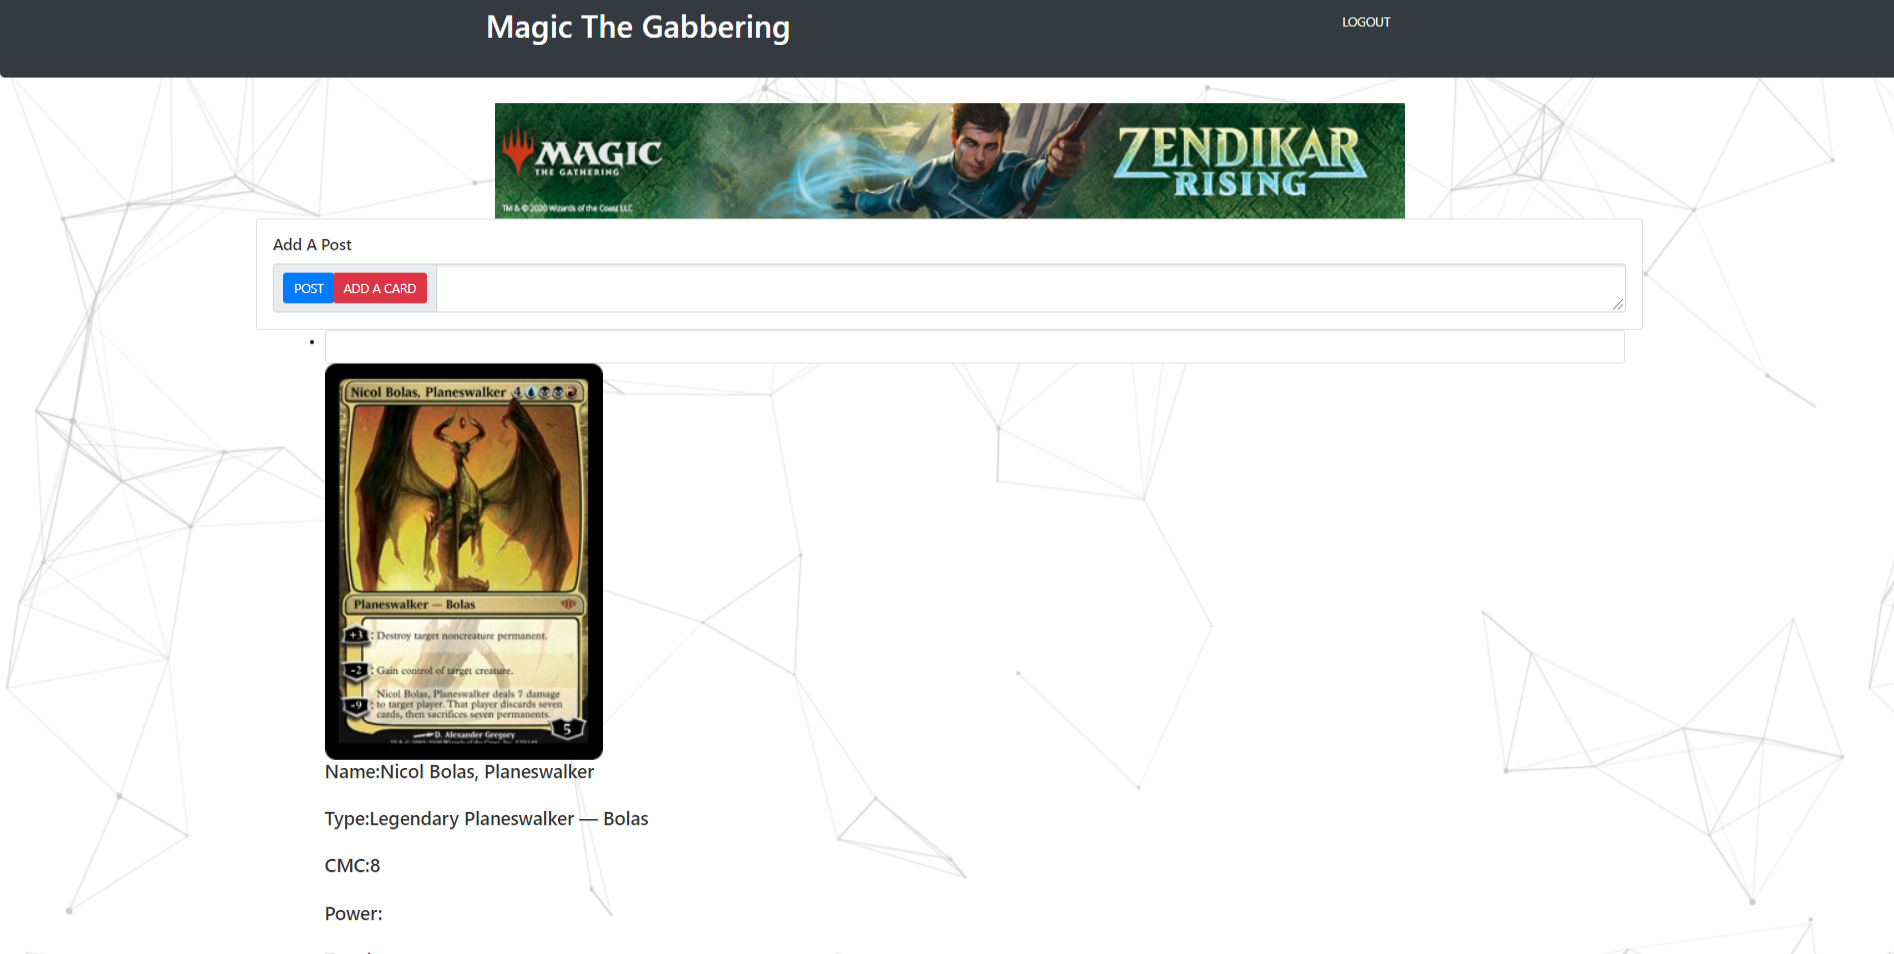 Magic The Gabbering
LOGOUT
MAGIC
THE GATHERING
ZENDIKAR
RISING
TM & © 2020 Wizards of the Coast LLC
Add A Post
POST
ADD A CARD
Nicol Bolas, Planeswalker 4
Planeswalker — Bolas
+3 : Destroy target noncreature permanent.
-2 : Gain control of target creature.
Nicol Bolas, Planeswalker deals 7 damage
-9 : to target player. That player discards seven
cards, then sacrifices seven permanents.
5
D. Alexander Gregory
Name:Nicol Bolas, Planeswalker
Type:Legendary Planeswalker — Bolas
CMC:8
Power: